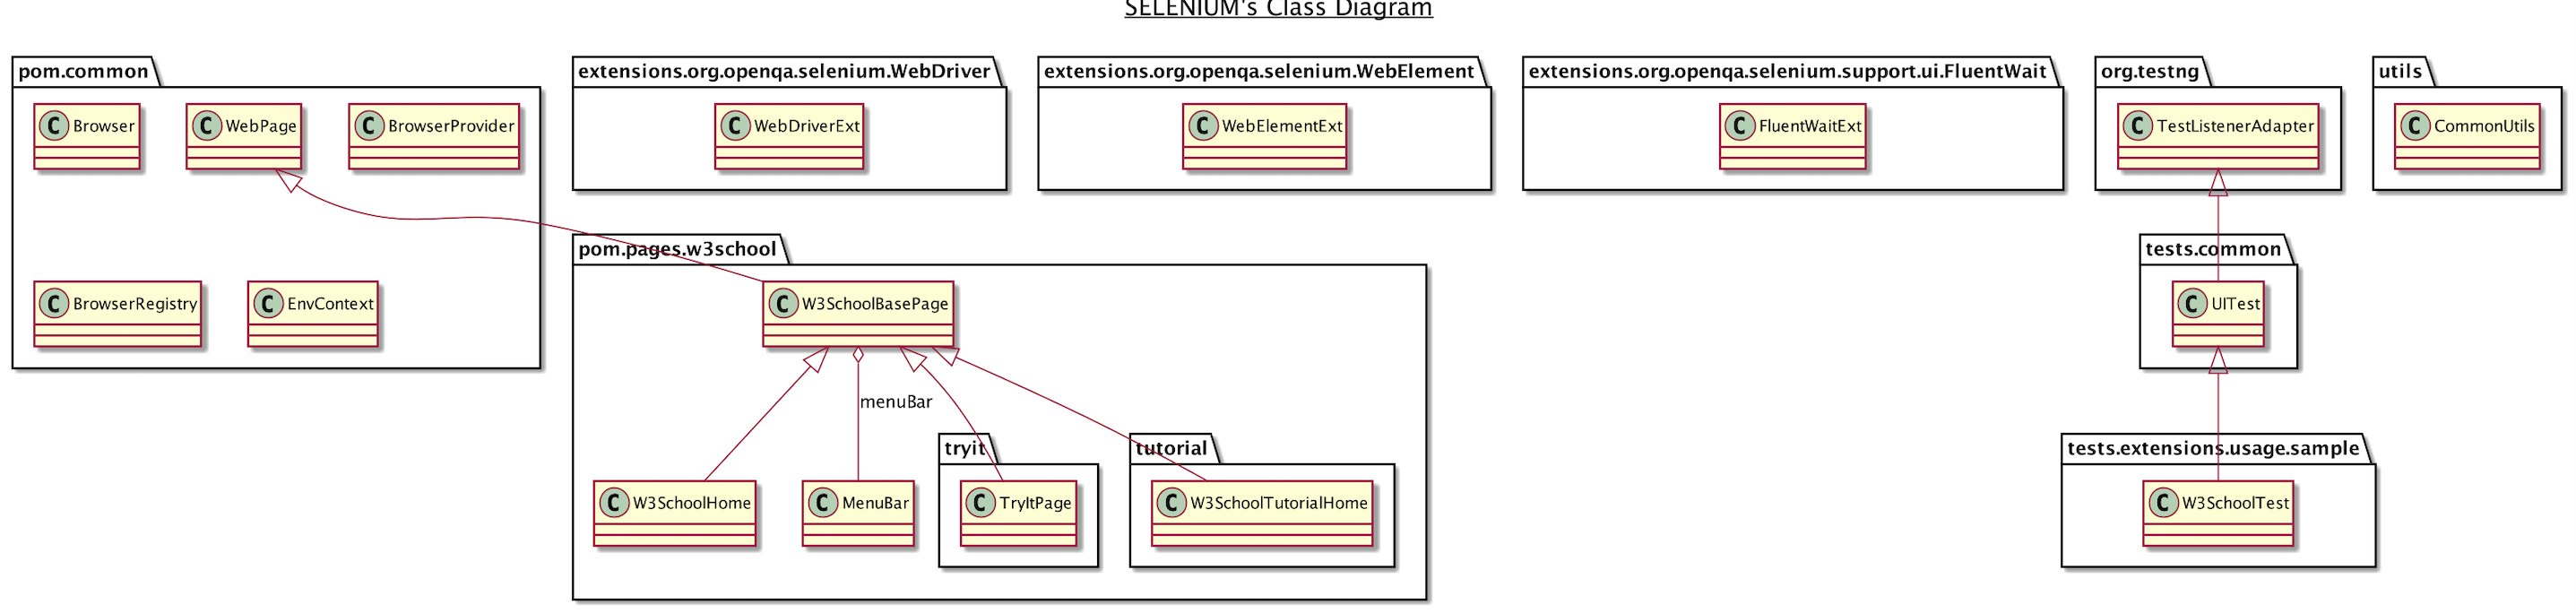 SELENIUM's Class Diagram
pom.common
C Browser
C WebPage
C BrowserProvider
C BrowserRegistry
C EnvContext
extensions.org.openqa.selenium.WebDriver
C WebDriverExt
extensions.org.openqa.selenium.WebElement
C WebElementExt
extensions.org.openqa.selenium.support.ui.FluentWait
C FluentWaitExt
org.testng
C TestListenerAdapter
utils
C CommonUtils
pom.pages.w3school
C W3SchoolBasePage
menuBar
C W3SchoolHome
C MenuBar
tryit
C TryItPage
tutorial
C W3SchoolTutorialHome
tests.common
C UITest
tests.extensions.usage.sample
C W3SchoolTest